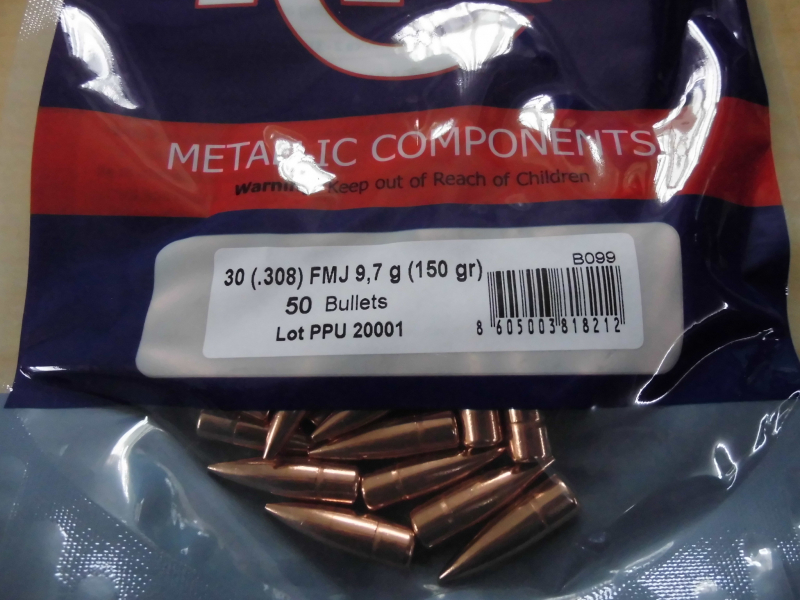 METALLIC COMPONENTS
Warning: Keep out of Reach of Children
B099
30 (.308) FMJ 9,7 g (150 gr)
50 Bullets
Lot PPU 20001
8 605003 818212